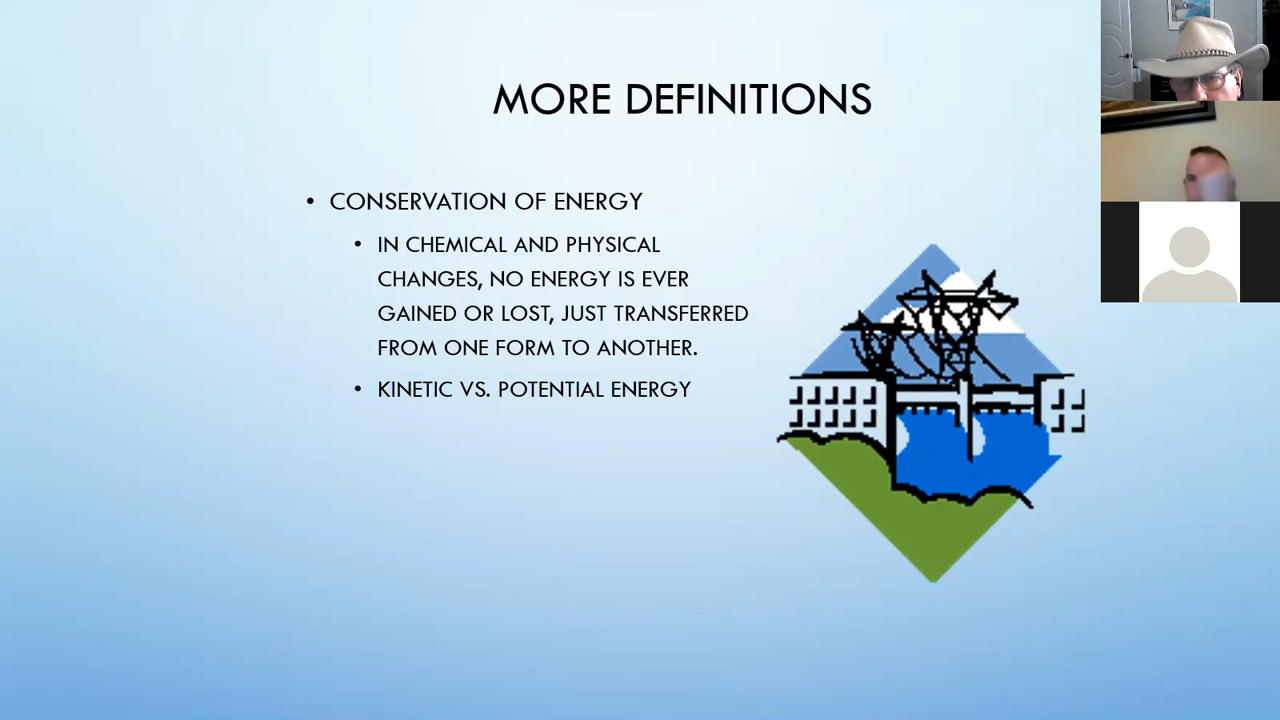 MORE DEFINITIONS
• CONSERVATION OF ENERGY
• IN CHEMICAL AND PHYSICAL
CHANGES, NO ENERGY IS EVER
GAINED OR LOST, JUST TRANSFERRED
FROM ONE FORM TO ANOTHER.
• KINETIC VS. POTENTIAL ENERGY